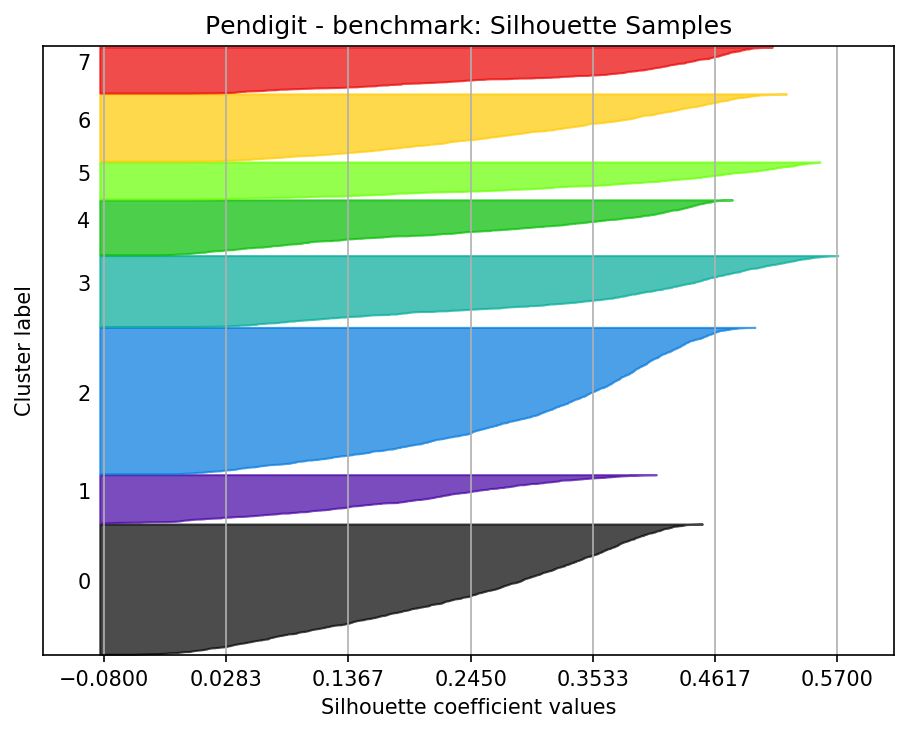 Pendigit - benchmark: Silhouette Samples
7
6
5
4
3
2
1
0
Cluster label
−0.0800 0.0283 0.1367 0.2450 0.3533 0.4617 0.5700
Silhouette coefficient values